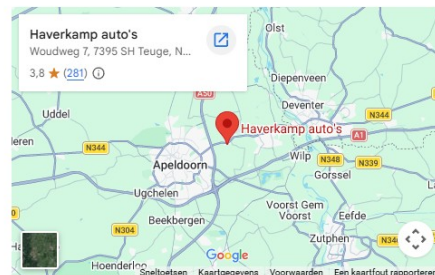 Haverkamp auto's
Woudweg 7, 7395 SH Teuge, N...
3,8 ★ (281)
Olst
A50
Diepenveen
Deventer
N344
Haverkamp auto's
A1
Uddel
N344
Wilp
N348
N339
Apeldoorn
Gorssel
Ugchelen
Voorst Gem
Voorst
Eefde
Beekbergen
N304
Zutphen
N34
Hoenderloo
Google
Sneltoetsen
Kaartgegevens
Voorwaarden
Een kaartfout rapporteren